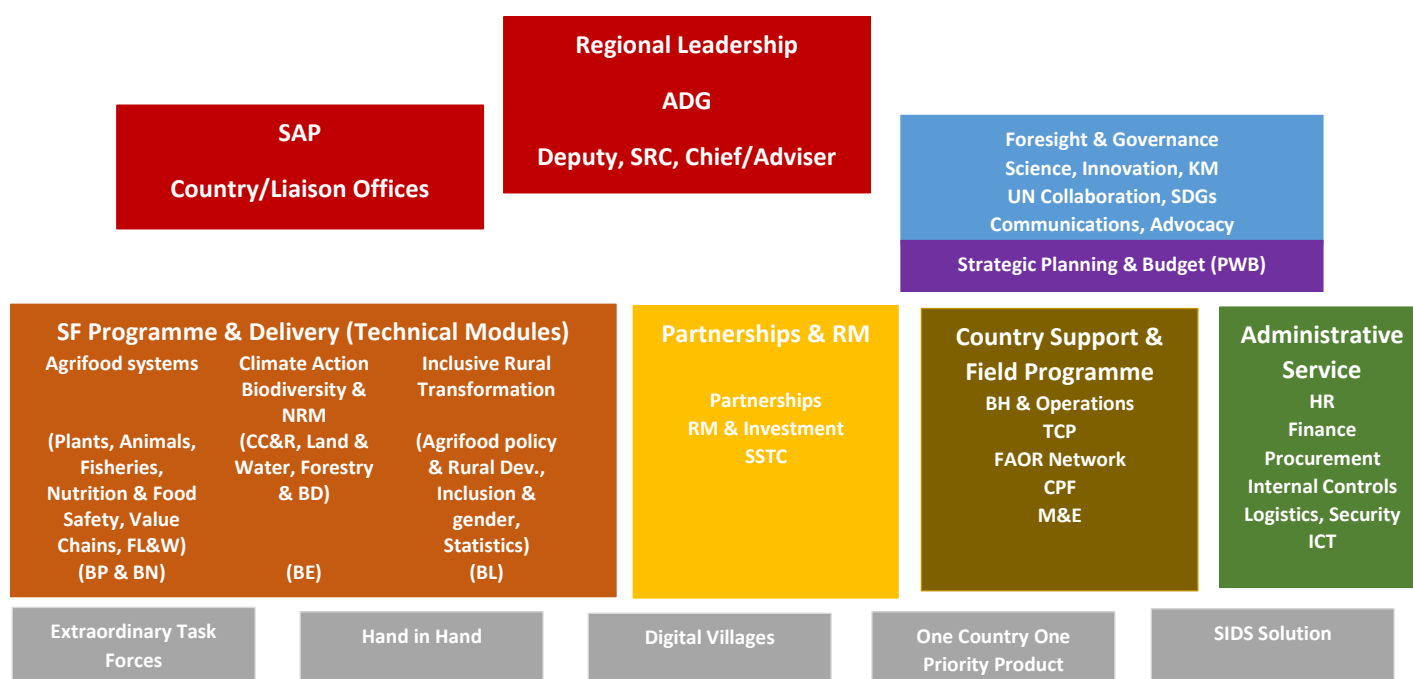 Regional Leadership
ADG
Deputy, SRC, Chief/Adviser
SAP
Country/Liaison Offices
Foresight & Governance
Science, Innovation, KM
UN Collaboration, SDGs
Communications, Advocacy
Strategic Planning & Budget (PWB)
SF Programme & Delivery (Technical Modules)
Agrifood systems
(Plants, Animals,
Fisheries,
Nutrition & Food
Safety, Value
Chains, FL&W)
(BP & BN)
Climate Action
Biodiversity &
NRM
(CC&R, Land &
Water, Forestry
& BD)
(BE)
Inclusive Rural
Transformation
(Agrifood policy
& Rural Dev.,
Inclusion &
gender,
Statistics)
(BL)
Partnerships & RM
Partnerships
RM & Investment
SSTC
Country Support &
Field Programme
BH & Operations
TCP
FAOR Network
CPF
M&E
Administrative
Service
HR
Finance
Procurement
Internal Controls
Logistics, Security
ICT
Extraordinary Task
Forces
Hand in Hand
Digital Villages
One Country One
Priority Product
SIDS Solution